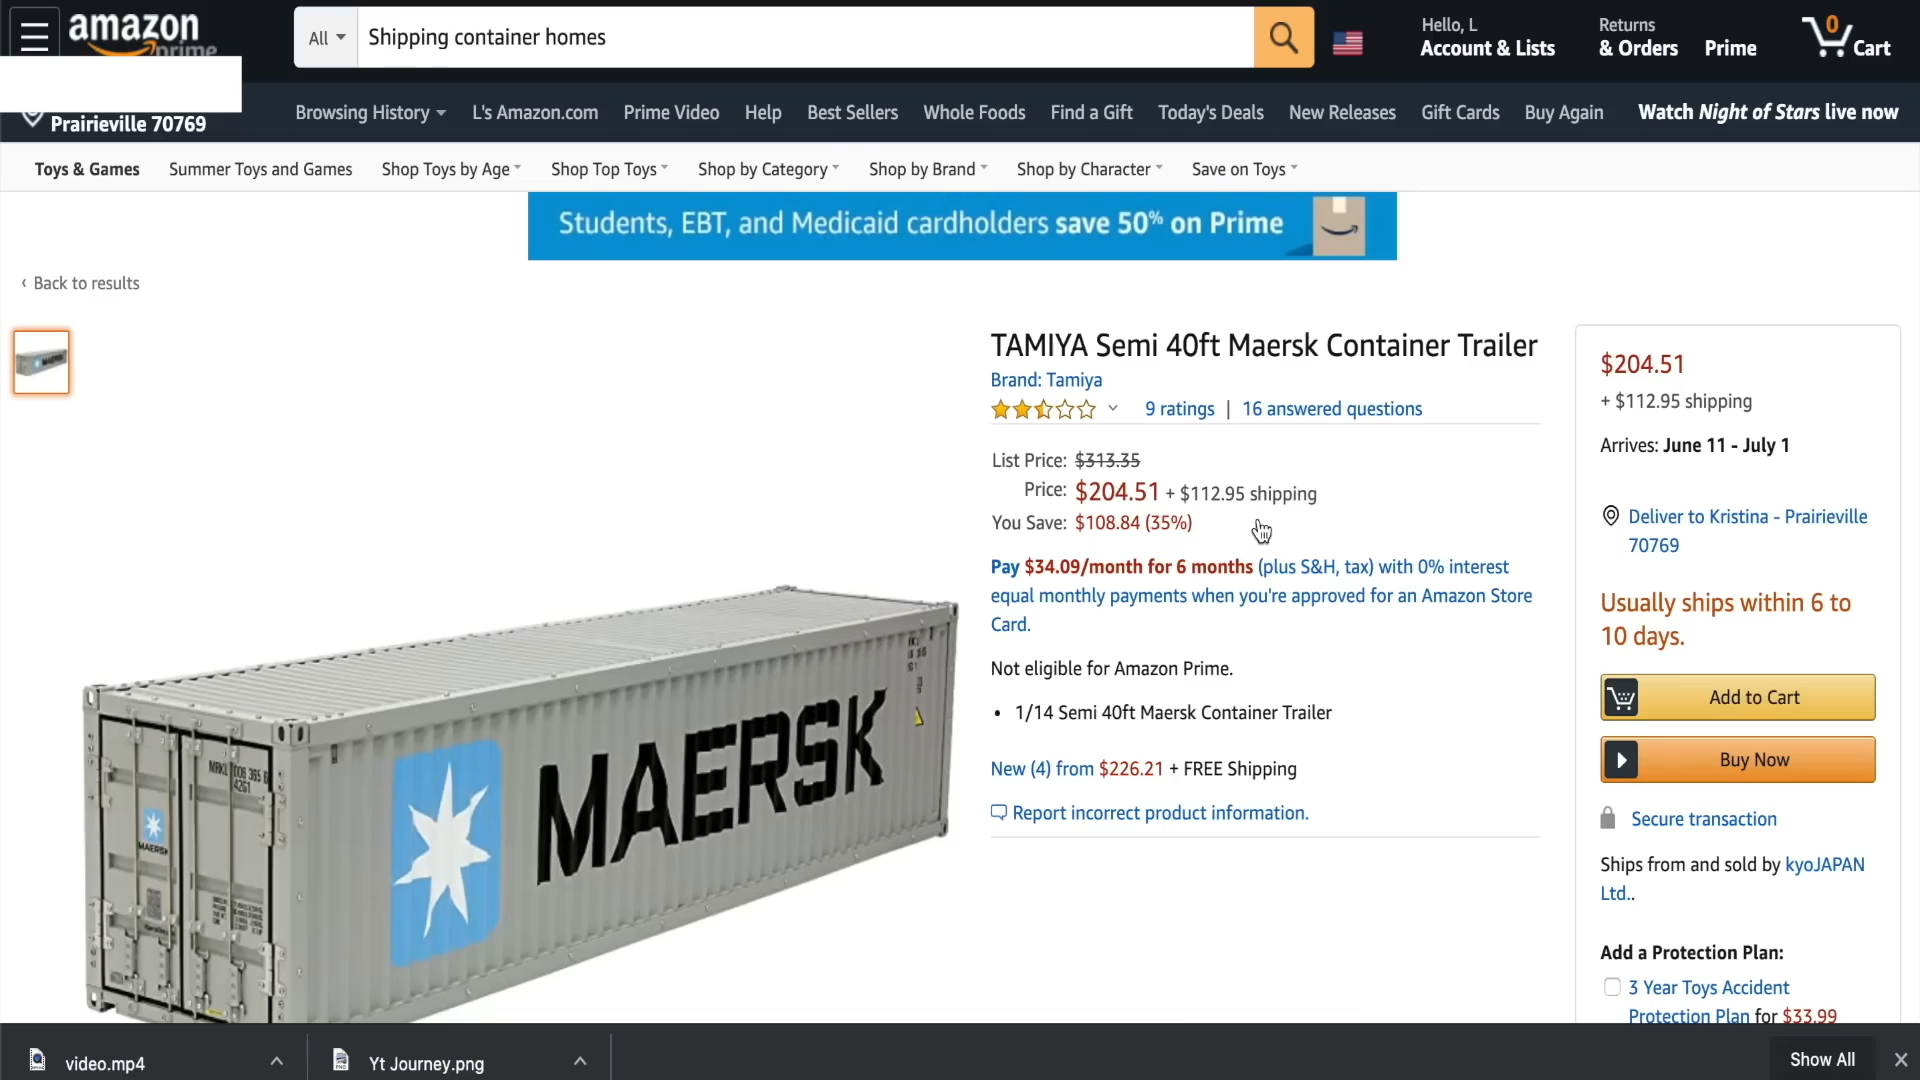 amazon
prime
All
Shipping container homes
Hello, L
Account & Lists
Returns
& Orders
Prime
0
Cart
Prairieville 70769
Browsing History
L's Amazon.com
Prime Video
Help
Best Sellers
Whole Foods
Find a Gift
Today's Deals
New Releases
Gift Cards
Buy Again
Watch Night of Stars live now
Toys & Games
Summer Toys and Games
Shop Toys by Age
Shop Top Toys
Shop by Category
Shop by Brand
Shop by Character
Save on Toys
Students, EBT, and Medicaid cardholders save 50% on Prime
‹ Back to results
TAMIYA Semi 40ft Maersk Container Trailer
Brand: Tamiya
9 ratings | 16 answered questions
List Price: $313.35
Price: $204.51 + $112.95 shipping
You Save: $108.84 (35%)
Pay $34.09/month for 6 months (plus S&H, tax) with 0% interest
equal monthly payments when you're approved for an Amazon Store
Card.
Not eligible for Amazon Prime.
• 1/14 Semi 40ft Maersk Container Trailer
New (4) from $226.21 + FREE Shipping
Report incorrect product information.
MAERSK
MAERSK
$204.51
+ $112.95 shipping
Arrives: June 11 - July 1
Deliver to Kristina - Prairieville
70769
Usually ships within 6 to
10 days.
Add to Cart
Buy Now
Secure transaction
Ships from and sold by kyoJAPAN
Ltd..
Add a Protection Plan:
3 Year Toys Accident
Protection Plan for $33.99
video.mp4
Yt Journey.png
Show All